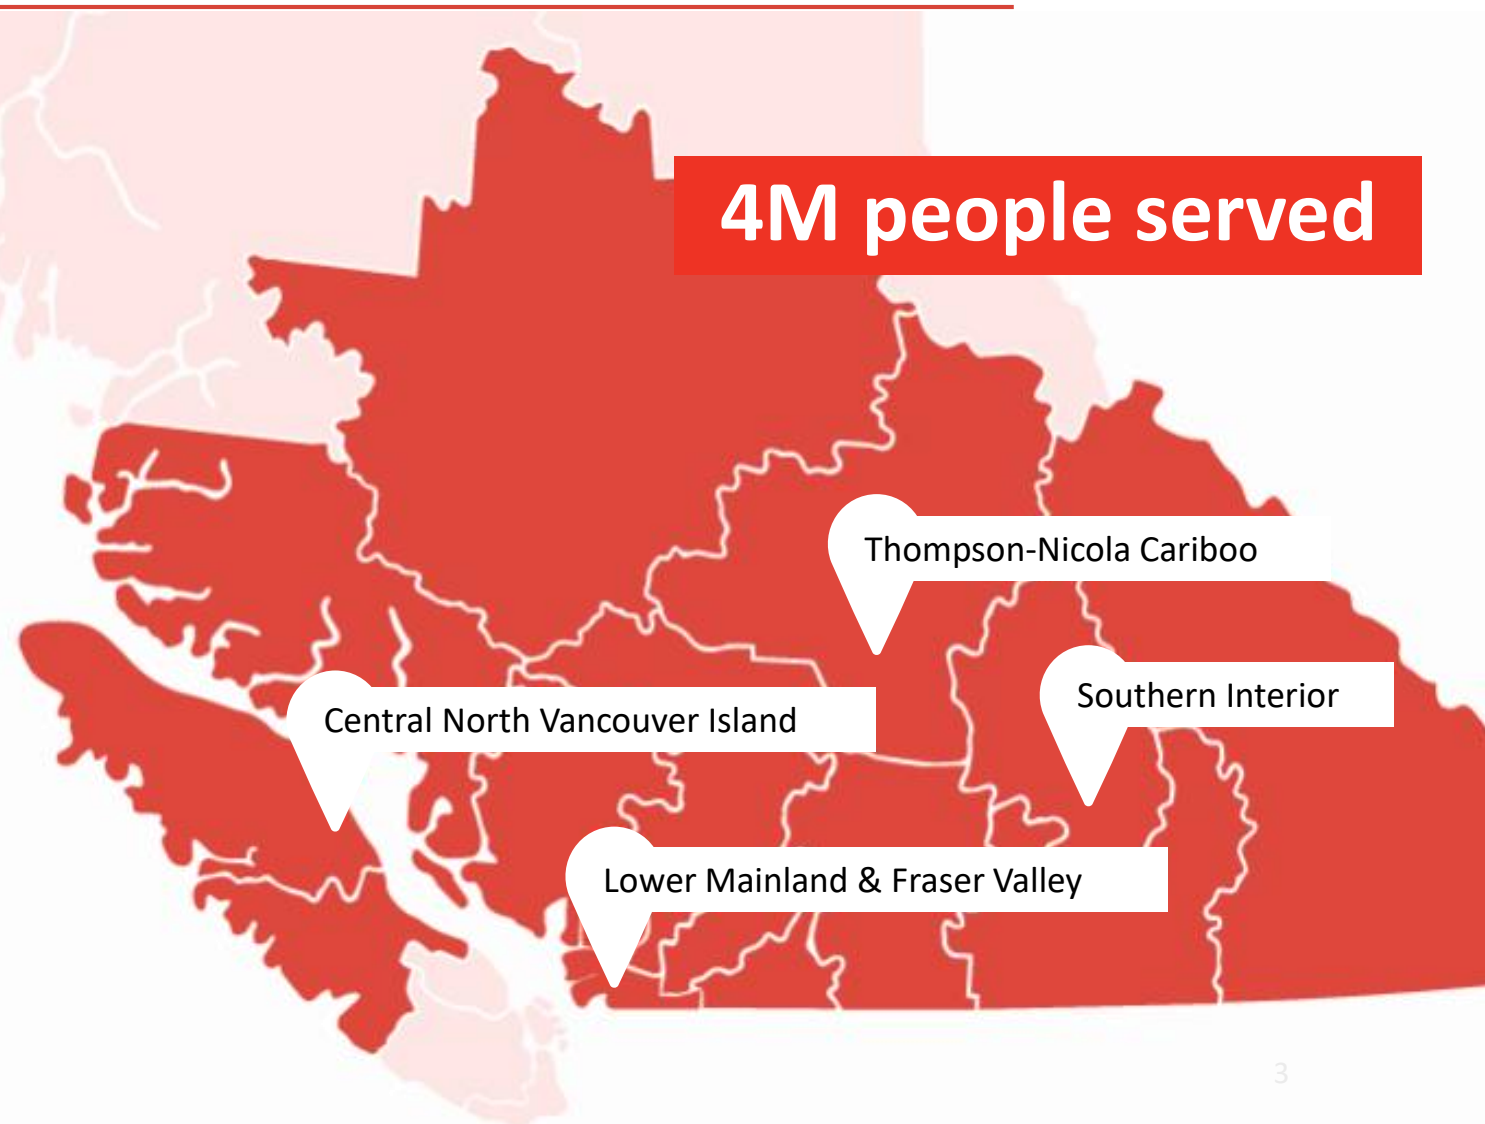 4M people served
Thompson-Nicola Cariboo
Southern Interior
Central North Vancouver Island
Lower Mainland & Fraser Valley
3